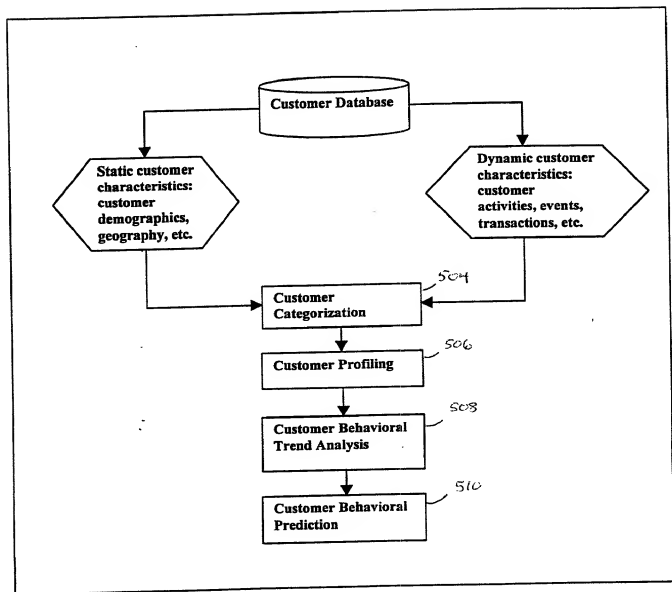 Customer Database
Static customer
characteristics:
customer
demographics,
geography, etc.
Dynamic customer
characteristics:
customer
activities, events,
transactions, etc.
504
Customer
Categorization
506
Customer Profiling
508
Customer Behavioral
Trend Analysis
510
Customer Behavioral
Prediction